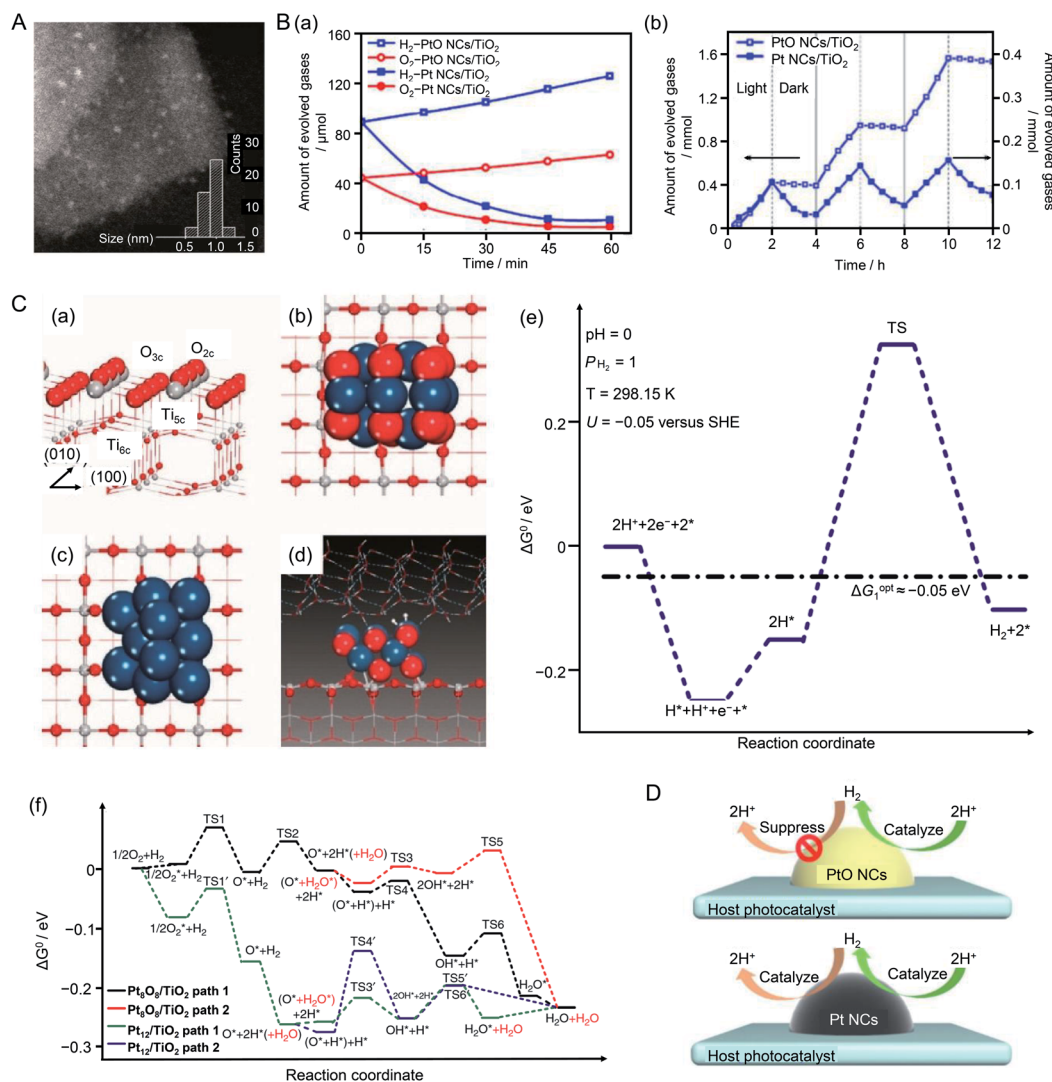 A
Counts
30
20
10
0
Size (nm)
0.5 1.0 1.5
B
(a)
160
120
80
40
0
Amount of evolved gases
/ μmol
H₂−PtO NCs/TiO₂
O₂−PtO NCs/TiO₂
H₂−Pt NCs/TiO₂
O₂−Pt NCs/TiO₂
0 15 30 45 60
Time / min
(b)
1.6
1.2
0.8
0.4
0
Amount of evolved gases
/ mmol
PtO NCs/TiO₂
Pt NCs/TiO₂
Light Dark
0.4
0.3
0.2
0.1
0
Amount of evolved gases
/ mmol
0 2 4 6 8 10 12
Time / h
C
(a)
O3c O2c
Ti5c
Ti6c
(010)
(100)
(b)
(c)
(d)
(e)
pH = 0
P H₂ = 1
T = 298.15 K
U = −0.05 versus SHE
TS
0.2
0
−0.2
ΔG⁰ / eV
2H⁺+2e⁻+2*
ΔG₁ᵒᵖᵗ ≈ −0.05 eV
2H*
H₂+2*
H*+H⁺+e⁻+*
Reaction coordinate
(f)
0
−0.1
−0.2
−0.3
ΔG⁰ / eV
TS1
TS2
TS5
1/2O₂+H₂
1/2O₂*+H₂
TS1′
O*+H₂
O*+2H*(+H₂O)
TS3
(O*+H₂O*)
+2H*
TS4
2OH*+2H*
(O*+H*)+H*
1/2O₂*+H₂
O*+H₂
TS4′
TS6
OH*+H*
(O*+H₂O*)
+2H*
TS3′
2OH*+2H*
TS5′
TS6′
H₂O*
O*+2H*(+H₂O)
(O*+H*)+H*
OH*+H*
H₂O*+H₂O
H₂O+H₂O
Pt₈O₈/TiO₂ path 1
Pt₈O₈/TiO₂ path 2
Pt₁₂/TiO₂ path 1
Pt₁₂/TiO₂ path 2
Reaction coordinate
D
H₂
2H⁺ 2H⁺
Suppress Catalyze
PtO NCs
Host photocatalyst
H₂
2H⁺ 2H⁺
Catalyze Catalyze
Pt NCs
Host photocatalyst